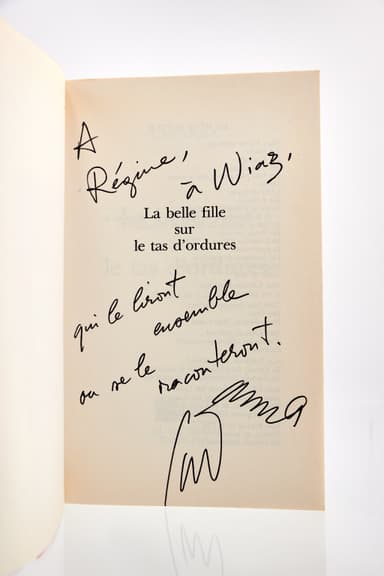 A
Régine,
à Wiaz,
La belle fille
sur
le tas d'ordures
qui le liront
ensemble
ou se le
raconteront.